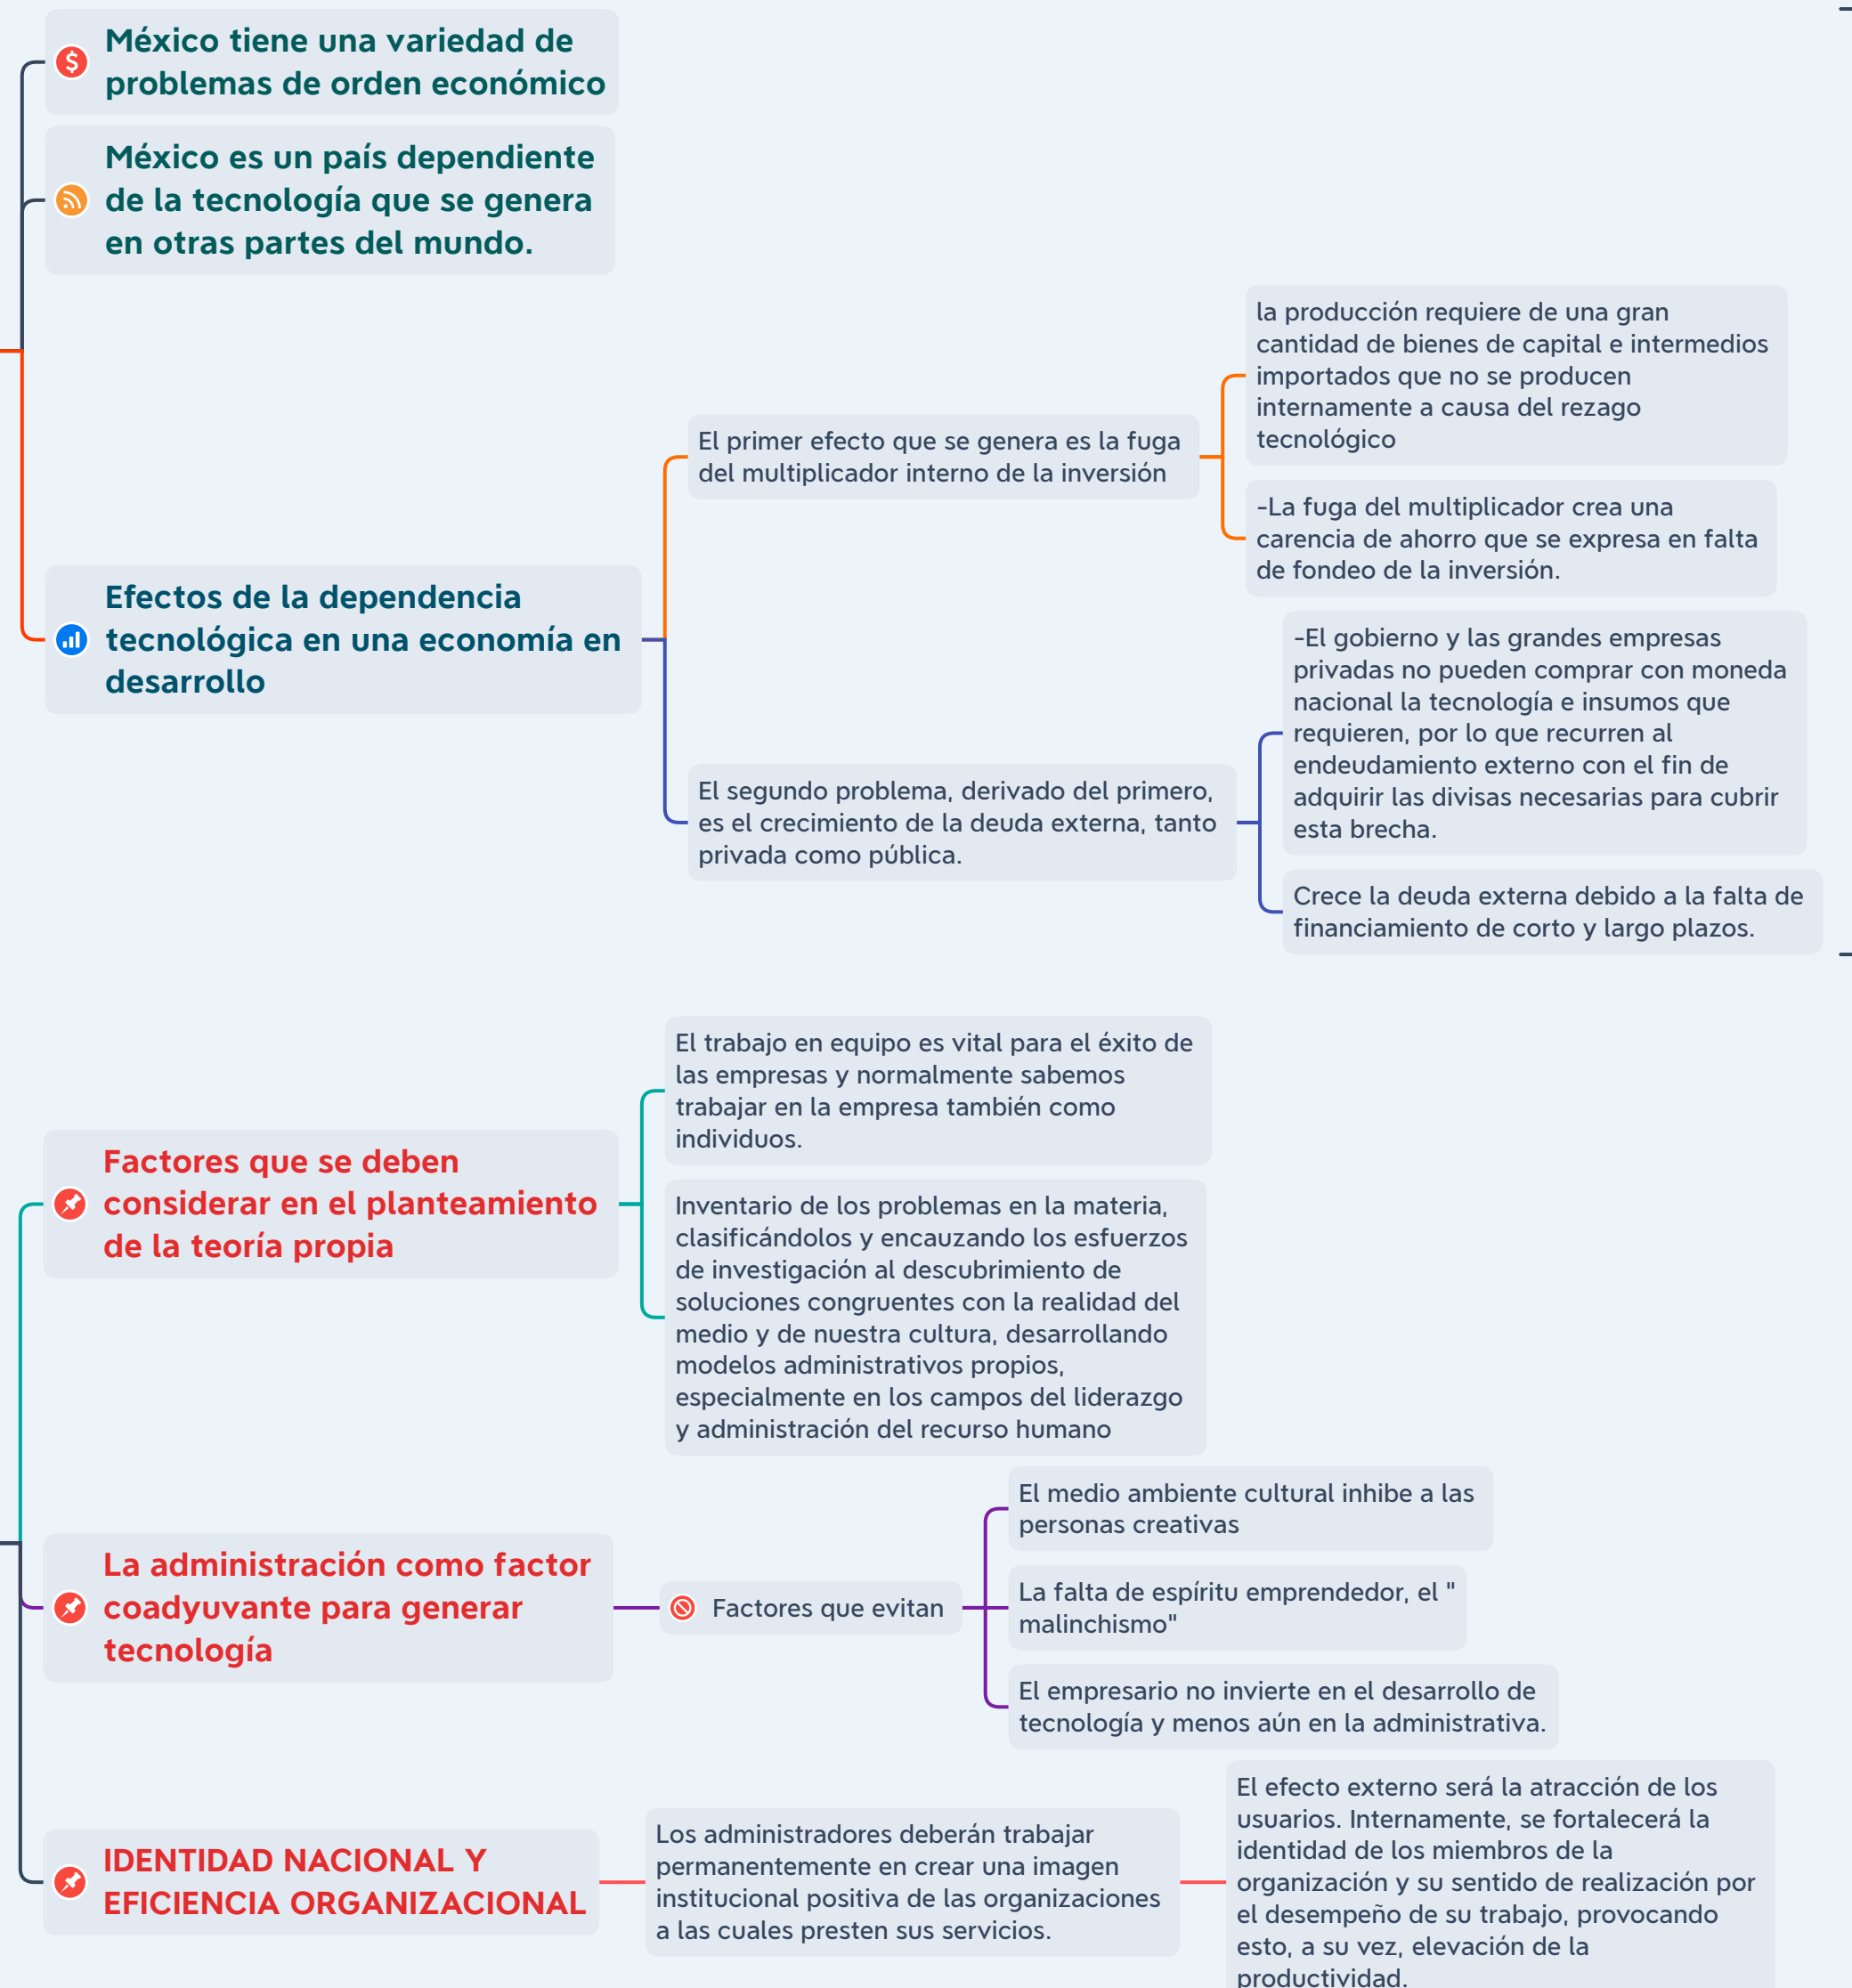 México tiene una variedad de
problemas de orden económico
México es un país dependiente
de la tecnología que se genera
en otras partes del mundo.
Efectos de la dependencia
tecnológica en una economía en
desarrollo
El primer efecto que se genera es la fuga
del multiplicador interno de la inversión
la producción requiere de una gran
cantidad de bienes de capital e intermedios
importados que no se producen
internamente a causa del rezago
tecnológico
-La fuga del multiplicador crea una
carencia de ahorro que se expresa en falta
de fondeo de la inversión.
El segundo problema, derivado del primero,
es el crecimiento de la deuda externa, tanto
privada como pública.
-El gobierno y las grandes empresas
privadas no pueden comprar con moneda
nacional la tecnología e insumos que
requieren, por lo que recurren al
endeudamiento externo con el fin de
adquirir las divisas necesarias para cubrir
esta brecha.
Crece la deuda externa debido a la falta de
financiamiento de corto y largo plazos.
Factores que se deben
considerar en el planteamiento
de la teoría propia
El trabajo en equipo es vital para el éxito de
las empresas y normalmente sabemos
trabajar en la empresa también como
individuos.
Inventario de los problemas en la materia,
clasificándolos y encauzando los esfuerzos
de investigación al descubrimiento de
soluciones congruentes con la realidad del
medio y de nuestra cultura, desarrollando
modelos administrativos propios,
especialmente en los campos del liderazgo
y administración del recurso humano
La administración como factor
coadyuvante para generar
tecnología
Factores que evitan
El medio ambiente cultural inhibe a las
personas creativas
La falta de espíritu emprendedor, el "
malinchismo"
El empresario no invierte en el desarrollo de
tecnología y menos aún en la administrativa.
IDENTIDAD NACIONAL Y
EFICIENCIA ORGANIZACIONAL
Los administradores deberán trabajar
permanentemente en crear una imagen
institucional positiva de las organizaciones
a las cuales presten sus servicios.
El efecto externo será la atracción de los
usuarios. Internamente, se fortalecerá la
identidad de los miembros de la
organización y su sentido de realización por
el desempeño de su trabajo, provocando
esto, a su vez, elevación de la
productividad.